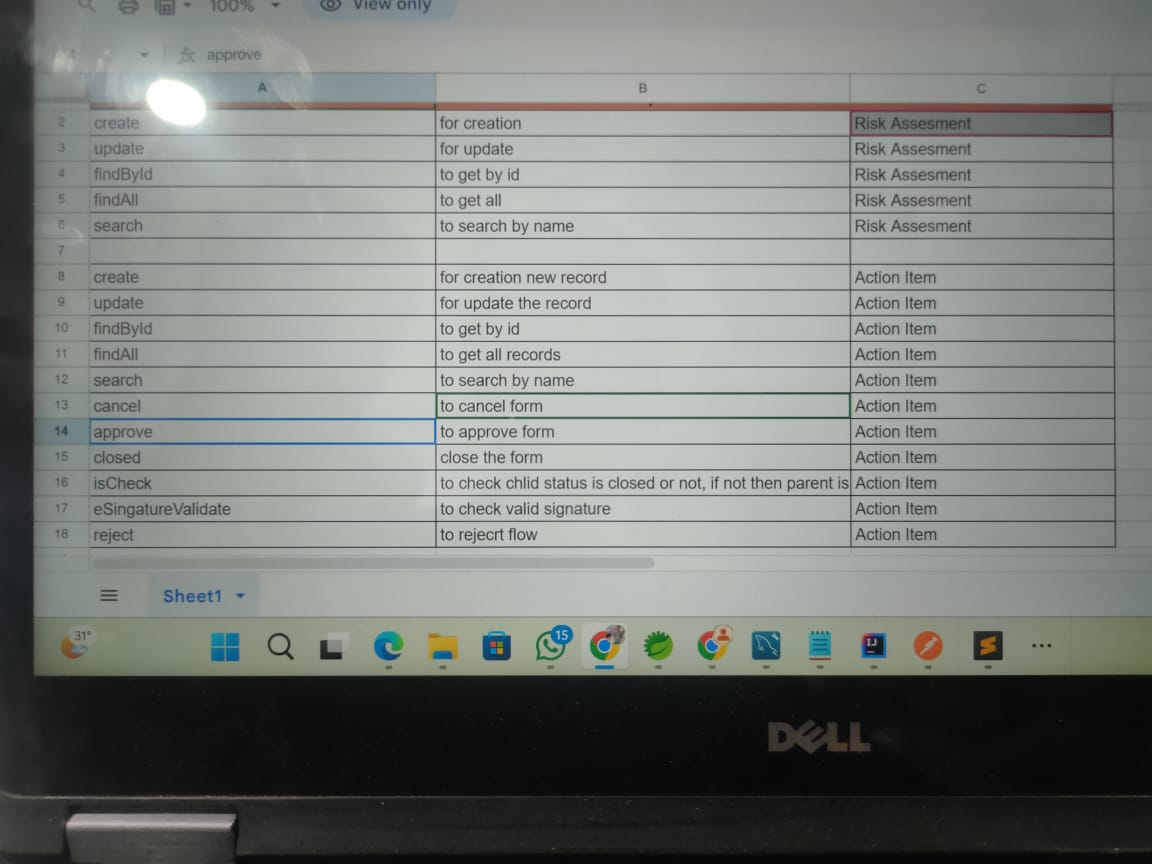 100%
View only
fx approve
A B C
2 create for creation Risk Assesment
3 update for update Risk Assesment
4 findById to get by id Risk Assesment
5 findAll to get all Risk Assesment
6 search to search by name Risk Assesment
7
8 create for creation new record Action Item
9 update for update the record Action Item
10 findById to get by id Action Item
11 findAll to get all records Action Item
12 search to search by name Action Item
13 cancel to cancel form Action Item
14 approve to approve form Action Item
15 closed close the form Action Item
16 isCheck to check chlid status is closed or not, if not then parent is Action Item
17 eSingatureValidate to check valid signature Action Item
18 reject to rejecrt flow Action Item
Sheet1
31°
15
IJ
DELL